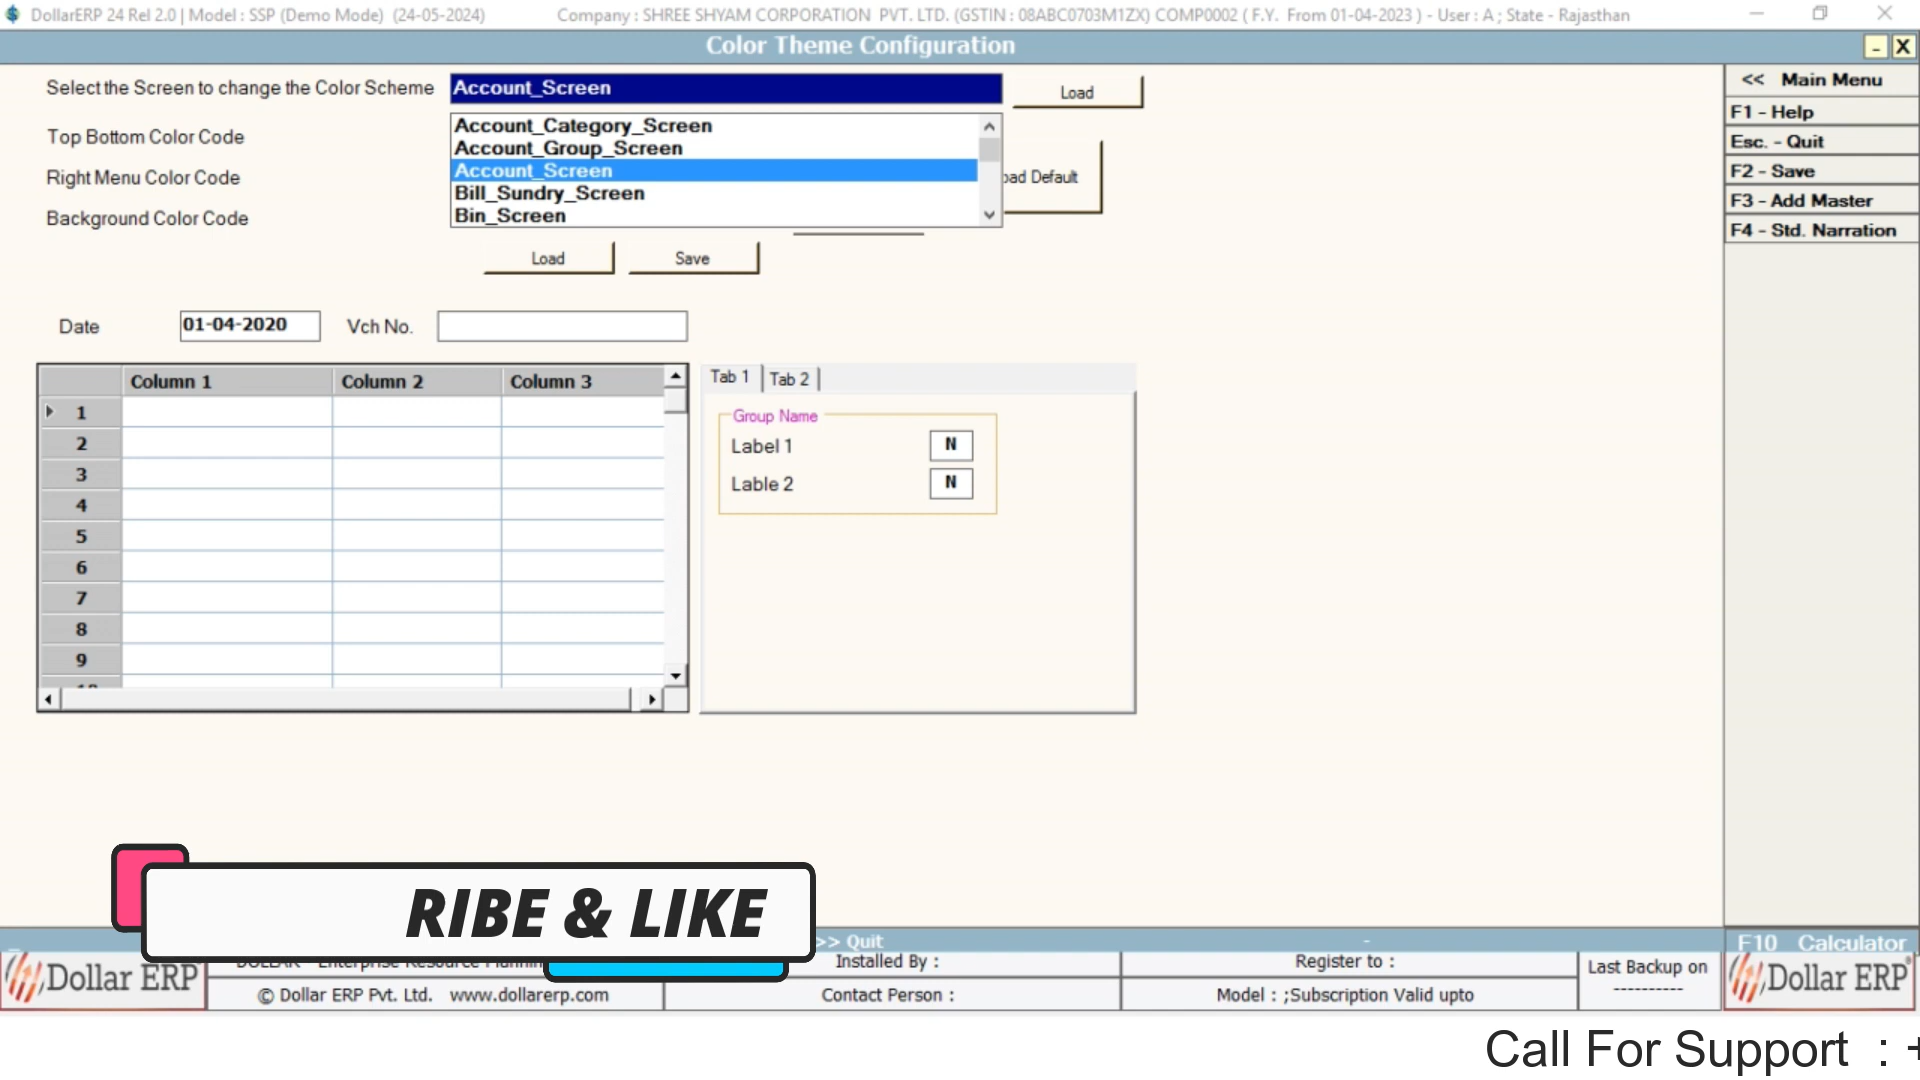 DollarERP 24 Rel 2.0 | Model : SSP (Demo Mode) (24-05-2024) Company : SHREE SHYAM CORPORATION PVT. LTD. (GSTIN : 08ABC0703M1ZX) COMP0002 ( F.Y. From 01-04-2023 ) - User : A ; State - Rajasthan
Color Theme Configuration
- X
Select the Screen to change the Color Scheme Account_Screen Load
Top Bottom Color Code
Right Menu Color Code
Background Color Code
Account_Category_Screen
Account_Group_Screen
Account_Screen
Bill_Sundry_Screen
Bin_Screen
oad Default
Load Save
Date 01-04-2020 Vch No.
Column 1 Column 2 Column 3
1
2
3
4
5
6
7
8
9
Tab 1 Tab 2
Group Name
Label 1 N
Lable 2 N
<< Main Menu
F1 - Help
Esc. - Quit
F2 - Save
F3 - Add Master
F4 - Std. Narration
RIBE & LIKE
>> Quit - F10 Calculator
Dollar ERP
© Dollar ERP Pvt. Ltd. www.dollarerp.com
Installed By :
Contact Person :
Register to :
Model : ;Subscription Valid upto
Last Backup on
----------
Dollar ERP®
Call For Support : +